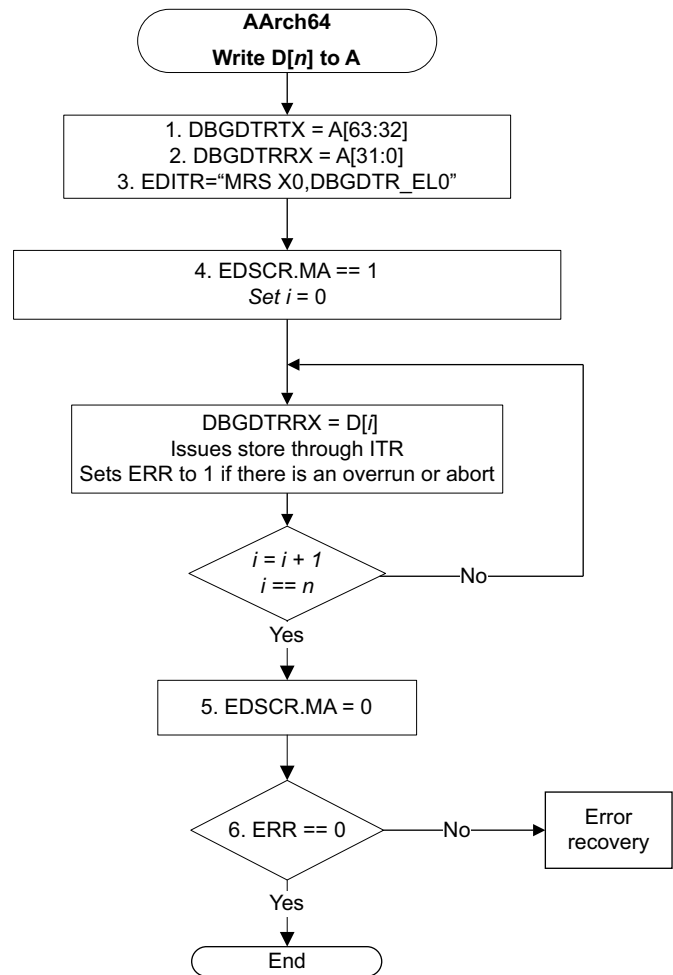 AArch64
Write D[n] to A
1. DBGDTRTX = A[63:32]
2. DBGDTRRX = A[31:0]
3. EDITR=“MRS X0,DBGDTR_EL0”
4. EDSCR.MA == 1
Set i = 0
DBGDTRRX = D[i]
Issues store through ITR
Sets ERR to 1 if there is an overrun or abort
i = i + 1
i == n
No
Yes
5. EDSCR.MA = 0
6. ERR == 0
No
Error
recovery
Yes
End